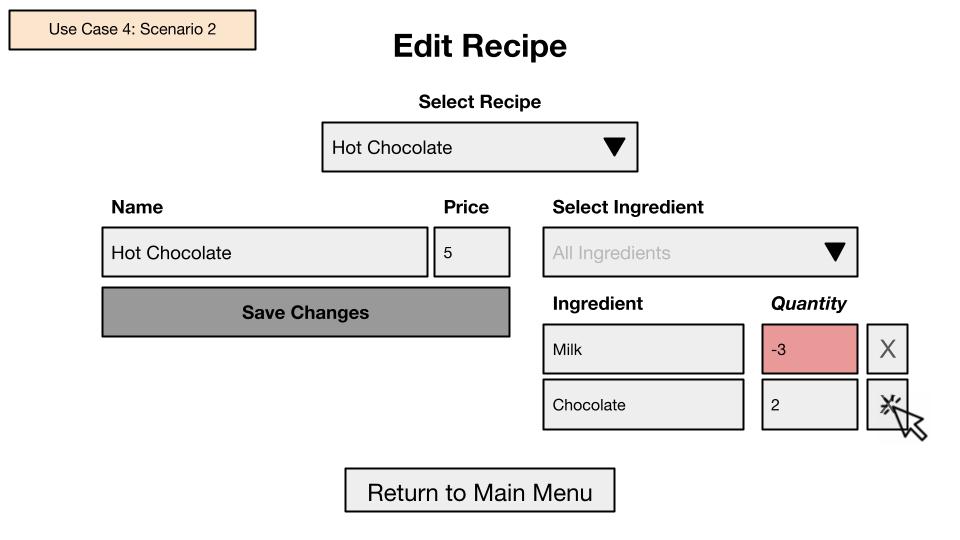 Use Case 4: Scenario 2
Edit Recipe
Select Recipe
Hot Chocolate
Name Price
Hot Chocolate 5
Save Changes
Select Ingredient
All Ingredients
Ingredient Quantity
Milk -3 X
Chocolate 2 X
Return to Main Menu